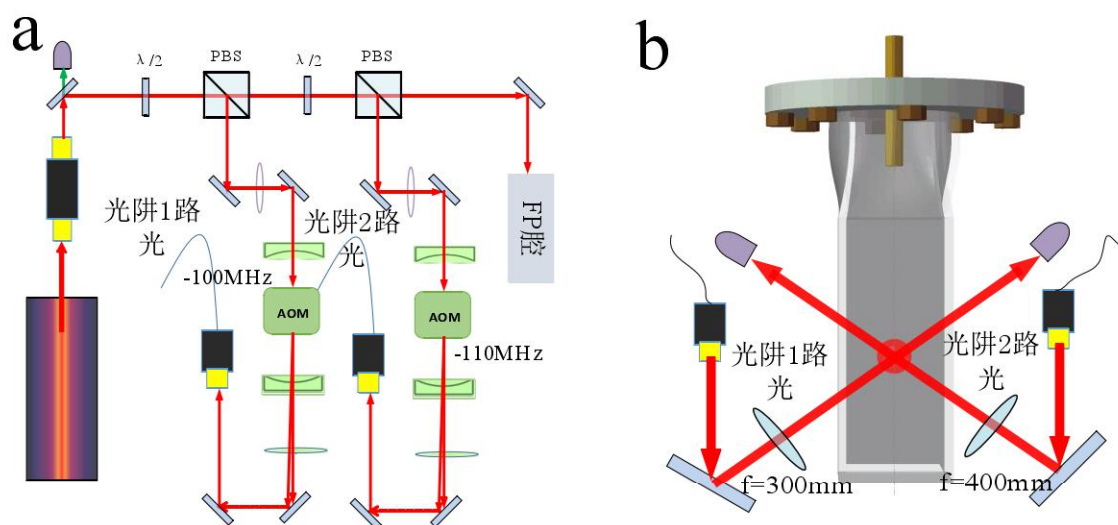 a
λ/2
PBS
λ/2
PBS
FP腔
光阱1路
光
光阱2路
光
-100MHz
AOM
AOM
-110MHz
b
光阱1路
光
光阱2路
光
f=300mm
f=400mm